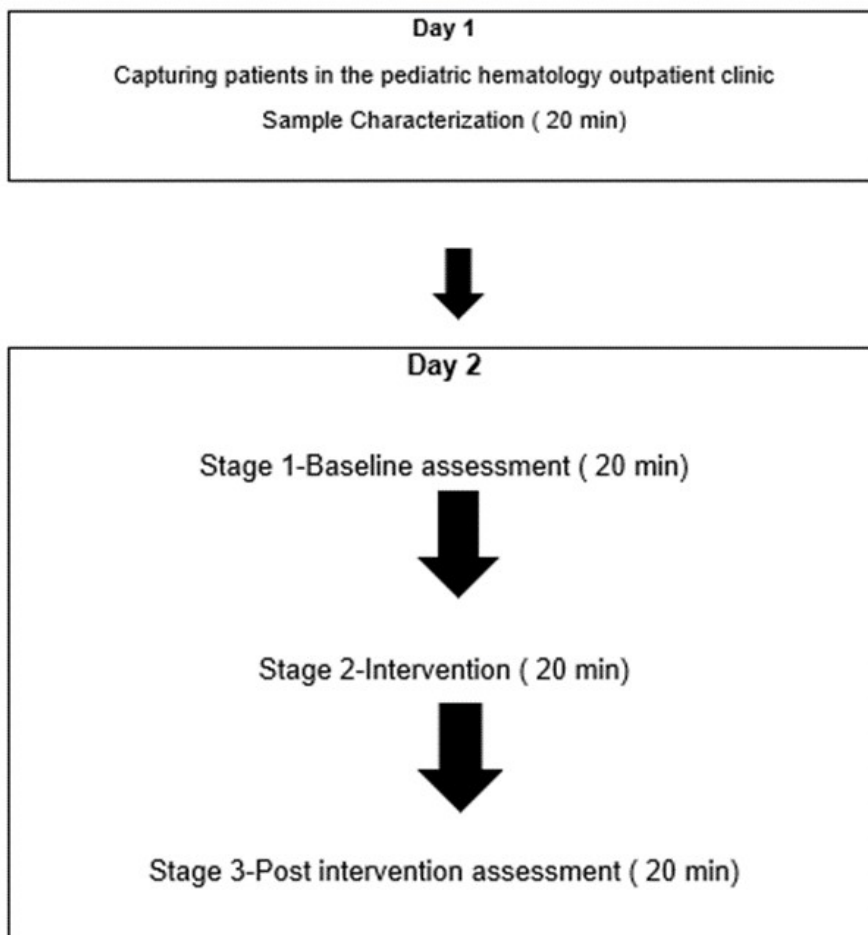 Day 1
Capturing patients in the pediatric hematology outpatient clinic
Sample Characterization ( 20 min)
Day 2
Stage 1-Baseline assessment ( 20 min)
Stage 2-Intervention ( 20 min)
Stage 3-Post intervention assessment ( 20 min)